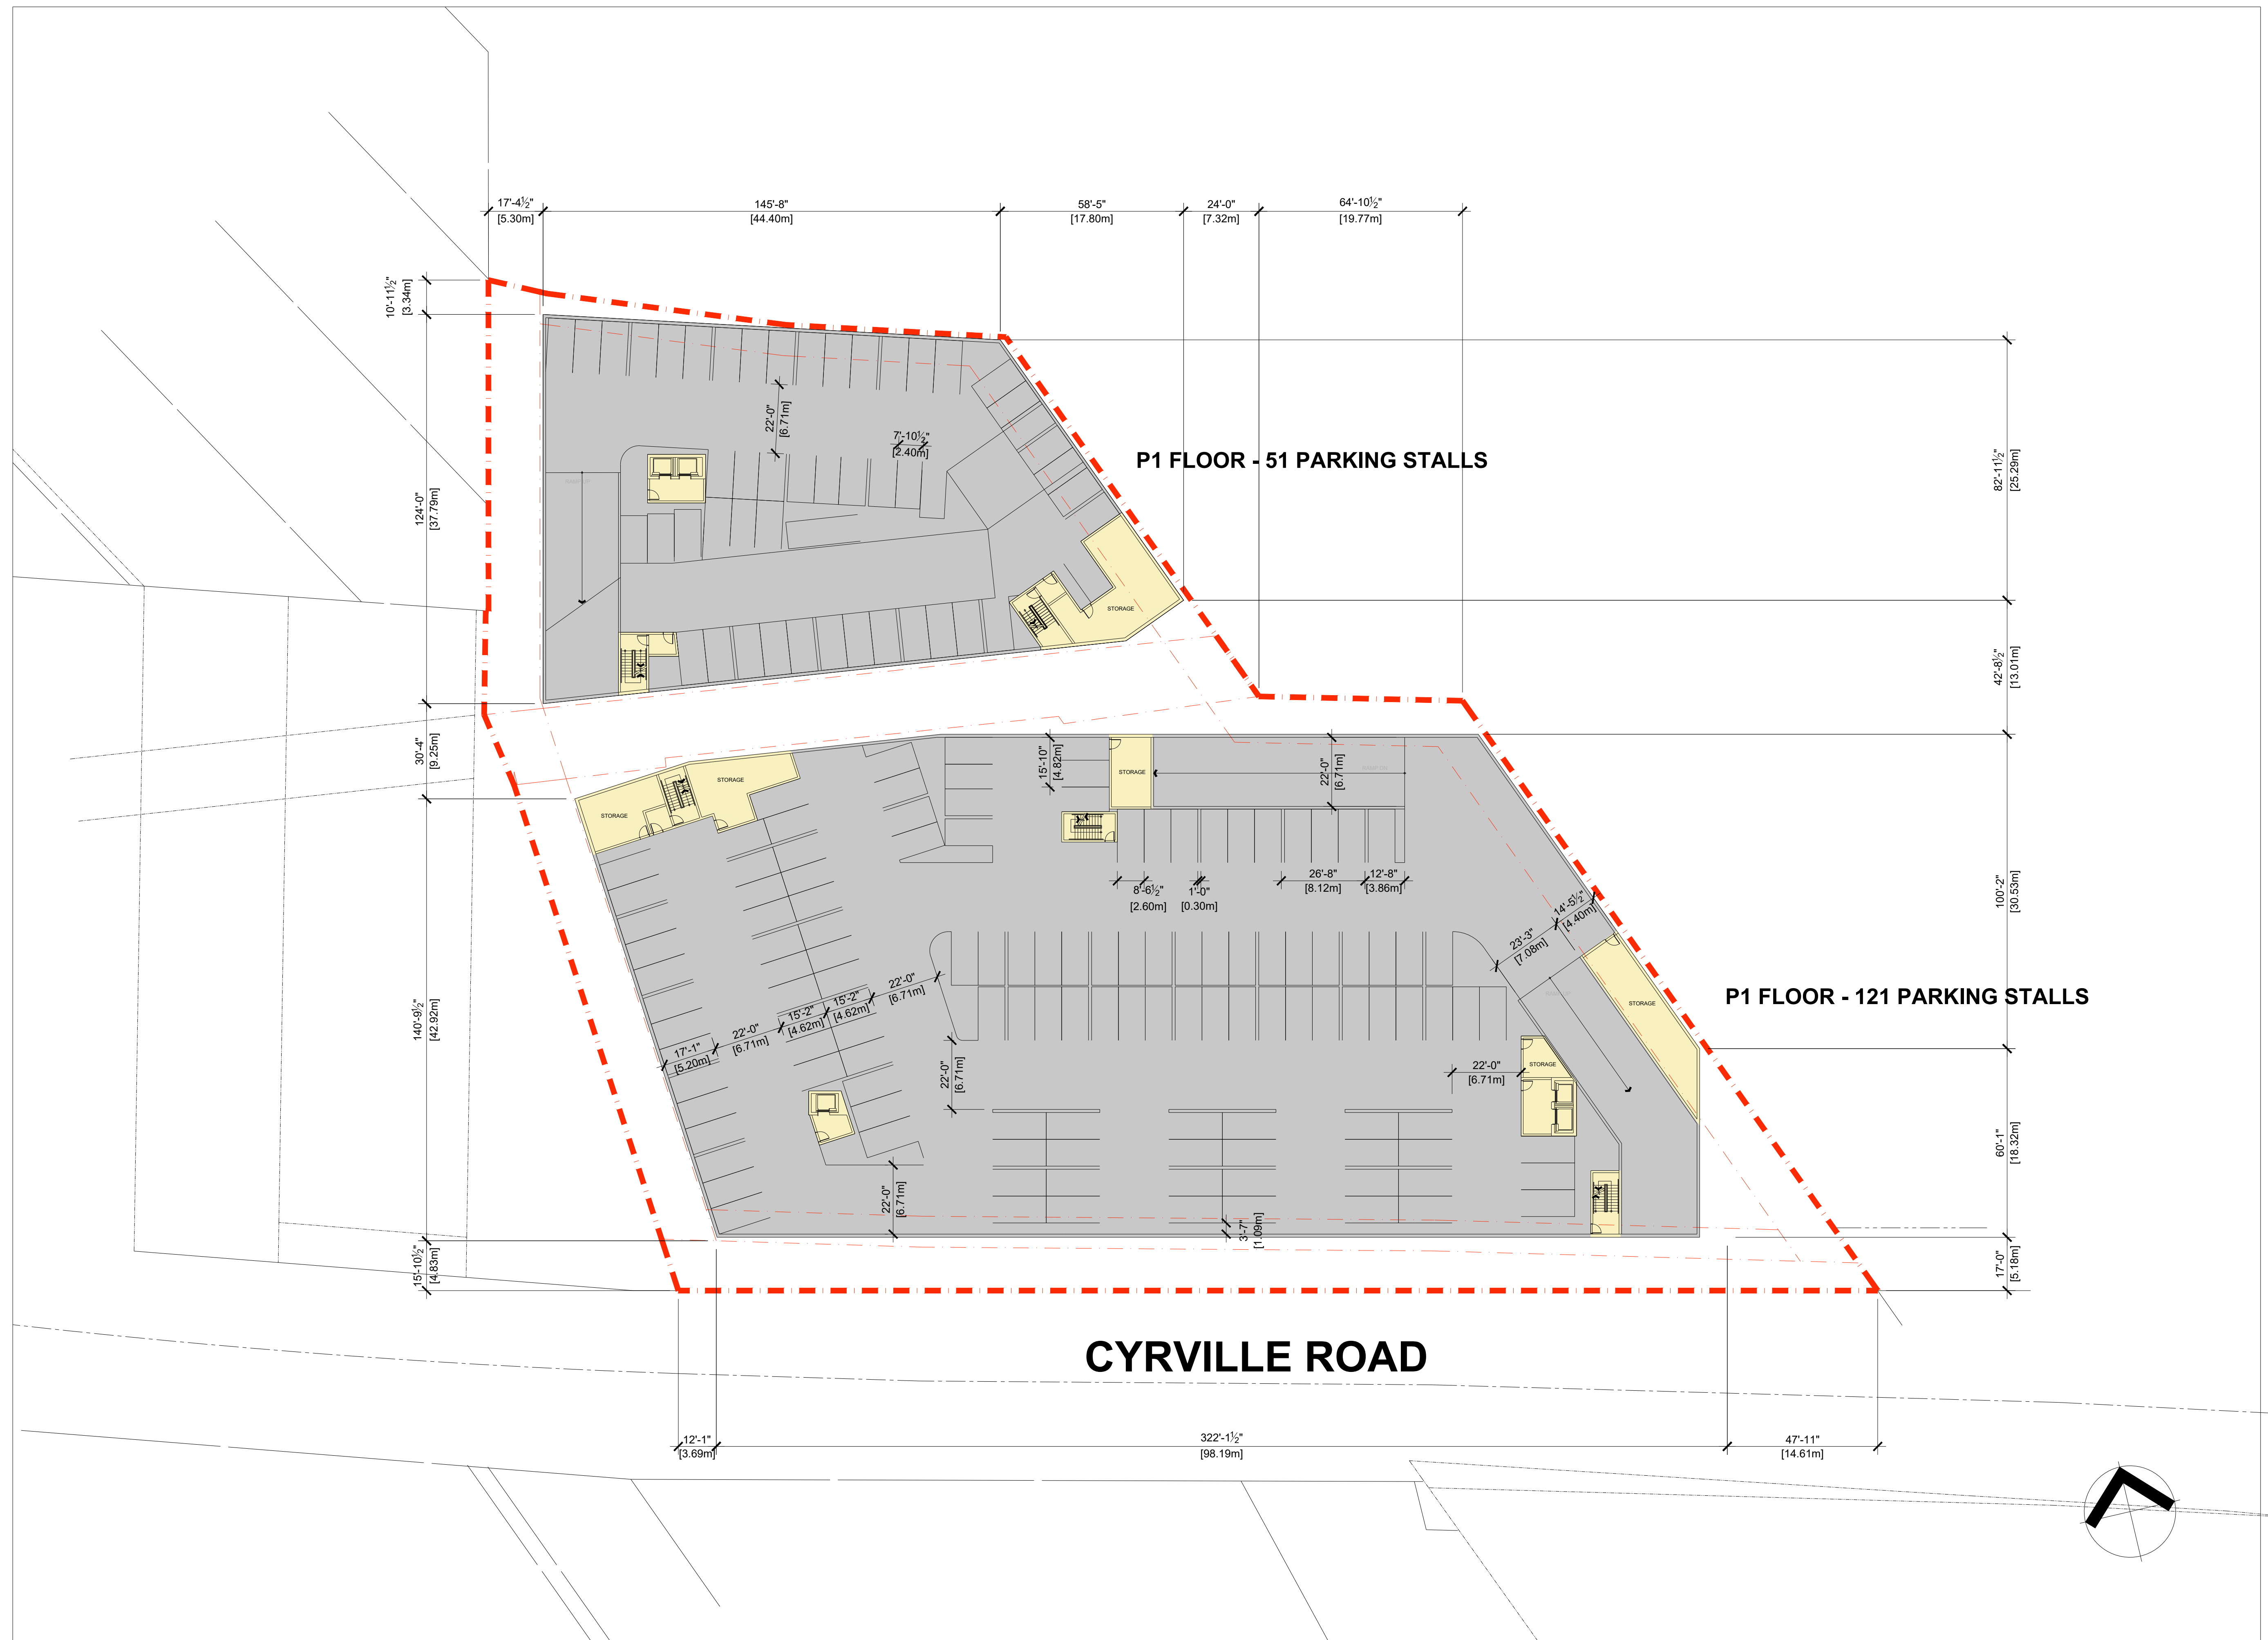 17'-4½"
[5.30m]
145'-8"
[44.40m]
58'-5"
[17.80m]
24'-0"
[7.32m]
64'-10½"
[19.77m]
10'-11½"
[3.34m]
124'-0"
[37.79m]
30'-4"
[9.25m]
140'-9½"
[42.92m]
15'-10½"
[4.83m]
22'-0"
[6.71m]
7'-10½"
[2.40m]
P1 FLOOR - 51 PARKING STALLS
STORAGE
82'-11½"
[25.29m]
42'-8½"
[13.01m]
100'-2"
[30.53m]
60'-1"
[18.32m]
17'-0"
[5.18m]
STORAGE
STORAGE
15'-10"
[4.82m]
STORAGE
22'-0"
[6.71m]
8'-6½"
[2.60m]
1'-0"
[0.30m]
26'-8"
[8.12m]
12'-8"
[3.86m]
14'-5½"
[4.40m]
23'-3"
[7.08m]
STORAGE
P1 FLOOR - 121 PARKING STALLS
17'-1"
[5.20m]
22'-0"
[6.71m]
15'-2"
[4.62m]
15'-2"
[4.62m]
22'-0"
[6.71m]
22'-0"
[6.71m]
22'-0"
[6.71m]
STORAGE
22'-0"
[6.71m]
3'-7"
[1.09m]
CYRVILLE ROAD
12'-1"
[3.69m]
322'-1½"
[98.19m]
47'-11"
[14.61m]